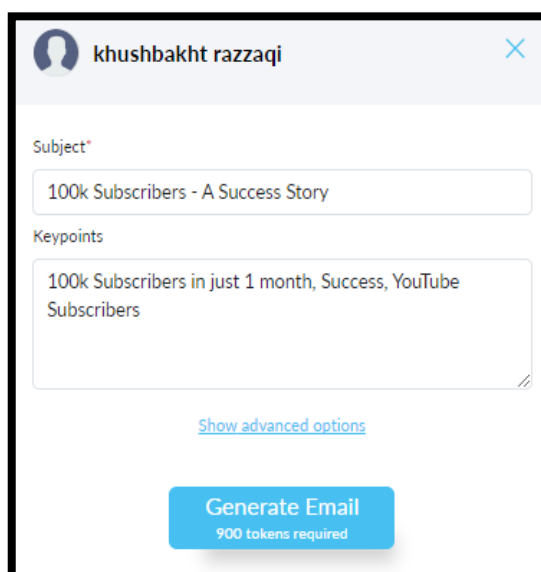 khushbakht razzaqi
Subject*
100k Subscribers - A Success Story
Keypoints
100k Subscribers in just 1 month, Success, YouTube
Subscribers
Show advanced options
Generate Email
900 tokens required